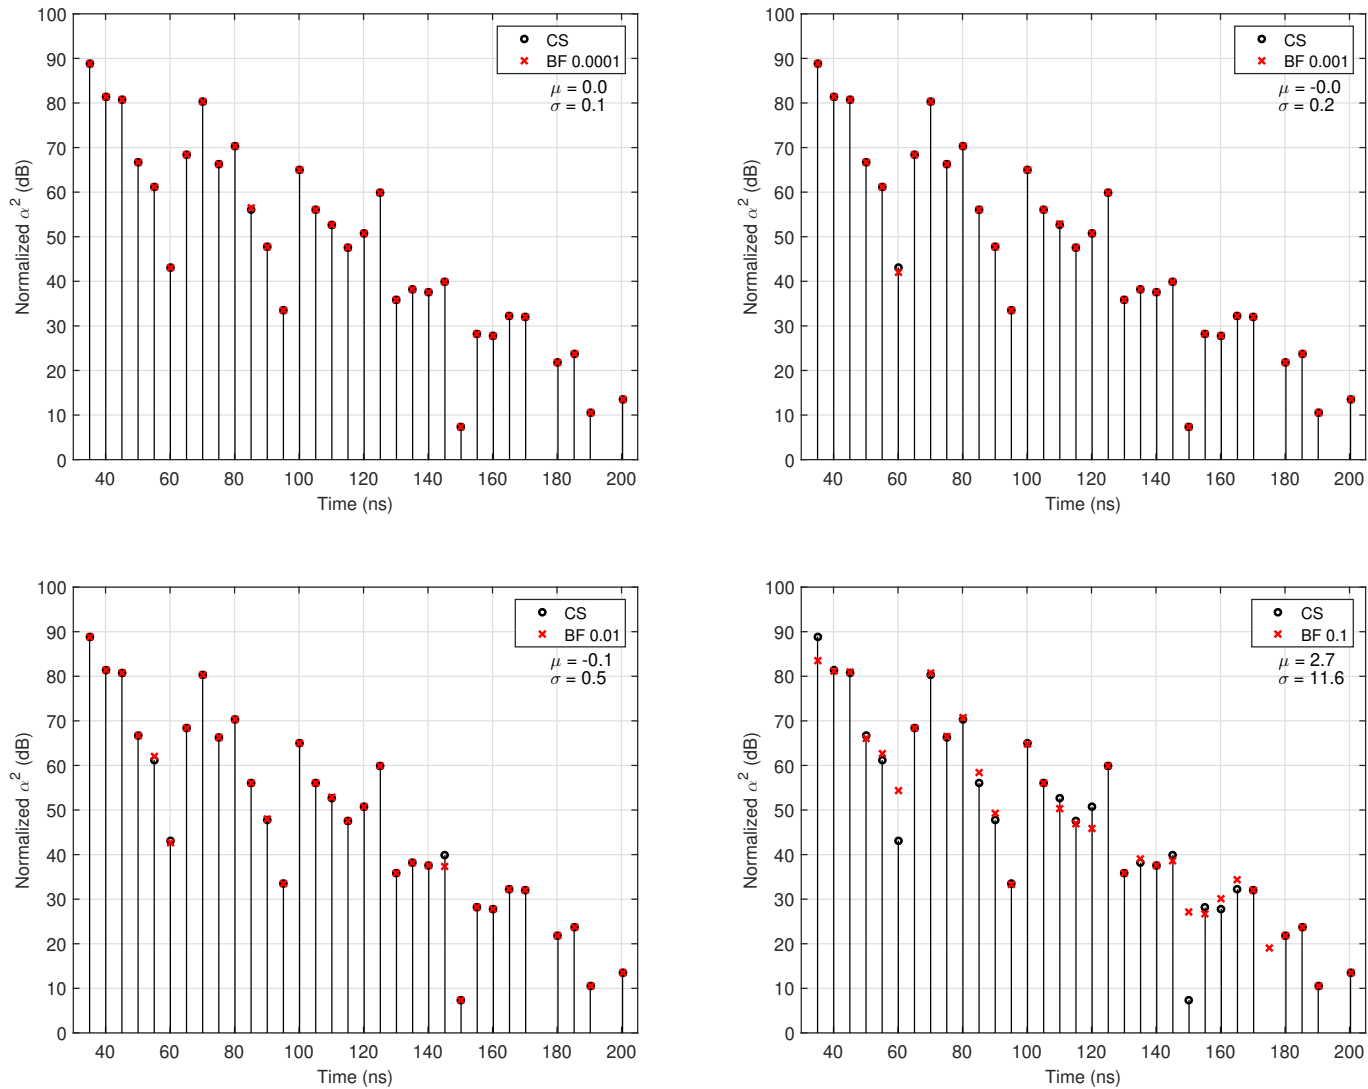 CS
BF 0.0001
μ = 0.0
σ = 0.1
100
90
80
70
60
50
40
30
20
10
0
Normalized α² (dB)
40 60 80 100 120 140 160 180 200
Time (ns)
CS
BF 0.001
μ = -0.0
σ = 0.2
100
90
80
70
60
50
40
30
20
10
0
Normalized α² (dB)
40 60 80 100 120 140 160 180 200
Time (ns)
CS
BF 0.01
μ = -0.1
σ = 0.5
100
90
80
70
60
50
40
30
20
10
0
Normalized α² (dB)
40 60 80 100 120 140 160 180 200
Time (ns)
CS
BF 0.1
μ = 2.7
σ = 11.6
100
90
80
70
60
50
40
30
20
10
0
Normalized α² (dB)
40 60 80 100 120 140 160 180 200
Time (ns)